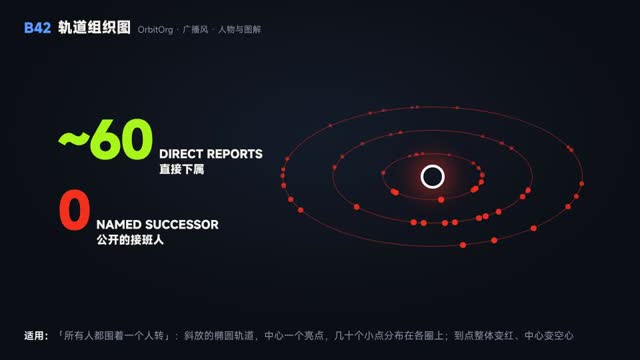 B42 轨道组织图 OrbitOrg · 广播风 · 人物与图解
~60 DIRECT REPORTS
直接下属
0 NAMED SUCCESSOR
公开的接班人
适用：「所有人都围着一个人转」：斜放的椭圆轨道，中心一个亮点，几十个小点分布在各圈上；到点整体变红、中心变空心